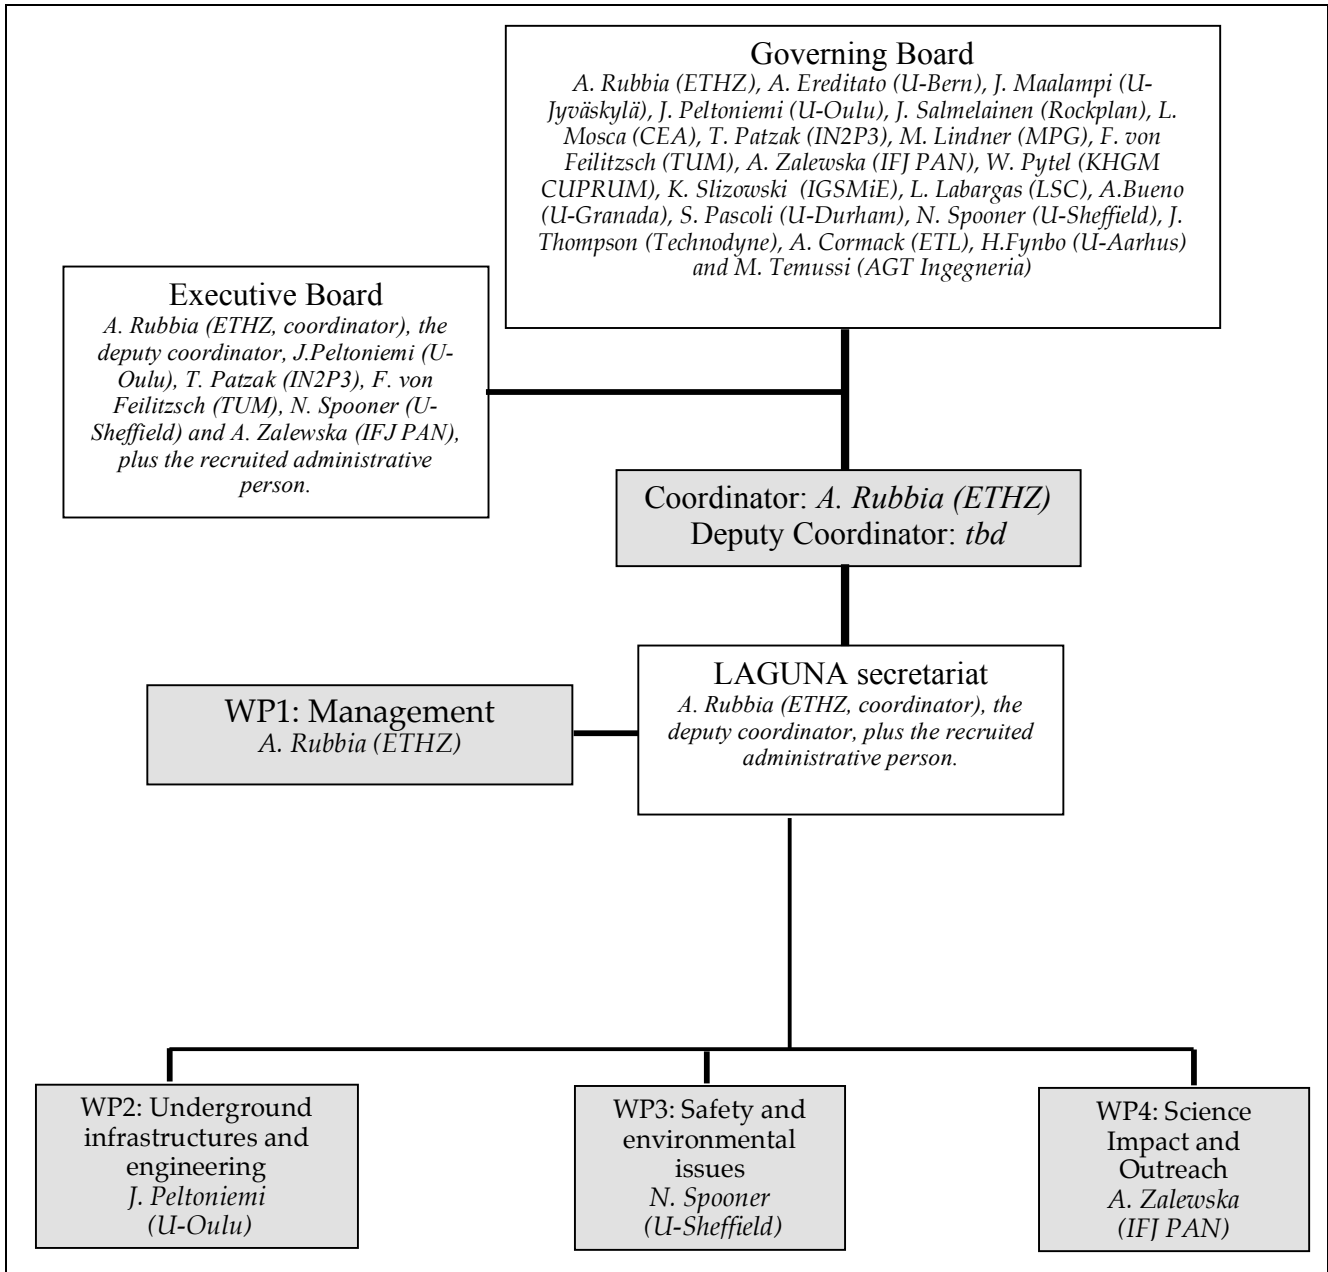 Governing Board
A. Rubbia (ETHZ), A. Ereditato (U-Bern), J. Maalampi (U-
Jyväskylä), J. Peltoniemi (U-Oulu), J. Salmelainen (Rockplan), L.
Mosca (CEA), T. Patzak (IN2P3), M. Lindner (MPG), F. von
Feilitzsch (TUM), A. Zalewska (IFJ PAN), W. Pytel (KHGM
CUPRUM), K. Slizowski (IGSMiE), L. Labargas (LSC), A.Bueno
(U-Granada), S. Pascoli (U-Durham), N. Spooner (U-Sheffield), J.
Thompson (Technodyne), A. Cormack (ETL), H.Fynbo (U-Aarhus)
and M. Temussi (AGT Ingegneria)
Executive Board
A. Rubbia (ETHZ, coordinator), the
deputy coordinator, J.Peltoniemi (U-
Oulu), T. Patzak (IN2P3), F. von
Feilitzsch (TUM), N. Spooner (U-
Sheffield) and A. Zalewska (IFJ PAN),
plus the recruited administrative
person.
Coordinator: A. Rubbia (ETHZ)
Deputy Coordinator: tbd
LAGUNA secretariat
A. Rubbia (ETHZ, coordinator), the
deputy coordinator, plus the recruited
administrative person.
WP1: Management
A. Rubbia (ETHZ)
WP2: Underground
infrastructures and
engineering
J. Peltoniemi
(U-Oulu)
WP3: Safety and
environmental
issues
N. Spooner
(U-Sheffield)
WP4: Science
Impact and
Outreach
A. Zalewska
(IFJ PAN)